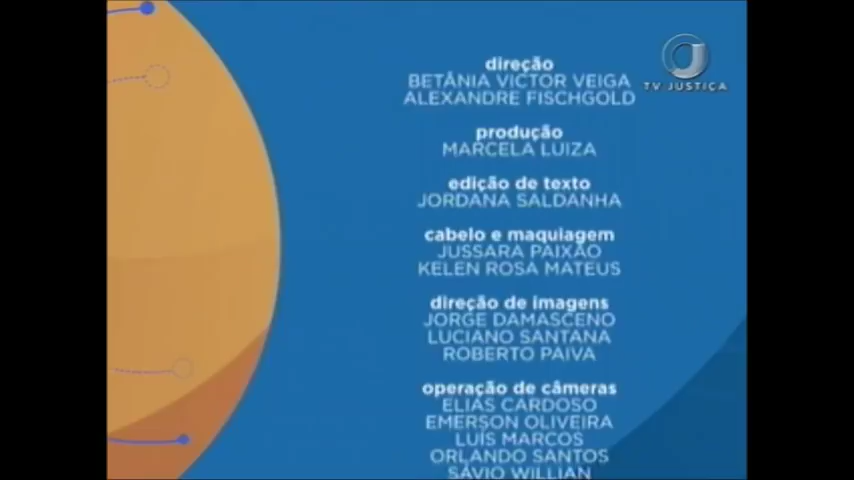 direção
BETÂNIA VICTOR VEIGA
ALEXANDRE FISCHGOLD
TV JUSTIÇA
produção
MARCELA LUIZA
edição de texto
JORDANA SALDANHA
cabelo e maquiagem
JUSSARA PAIXÃO
KELEN ROSA MATEUS
direção de imagens
JORGE DAMASCENO
LUCIANO SANTANA
ROBERTO PAIVA
operação de câmeras
ELIAS CARDOSO
EMERSON OLIVEIRA
LUÍS MARCOS
ORLANDO SANTOS
SÁVIO WILLIAN